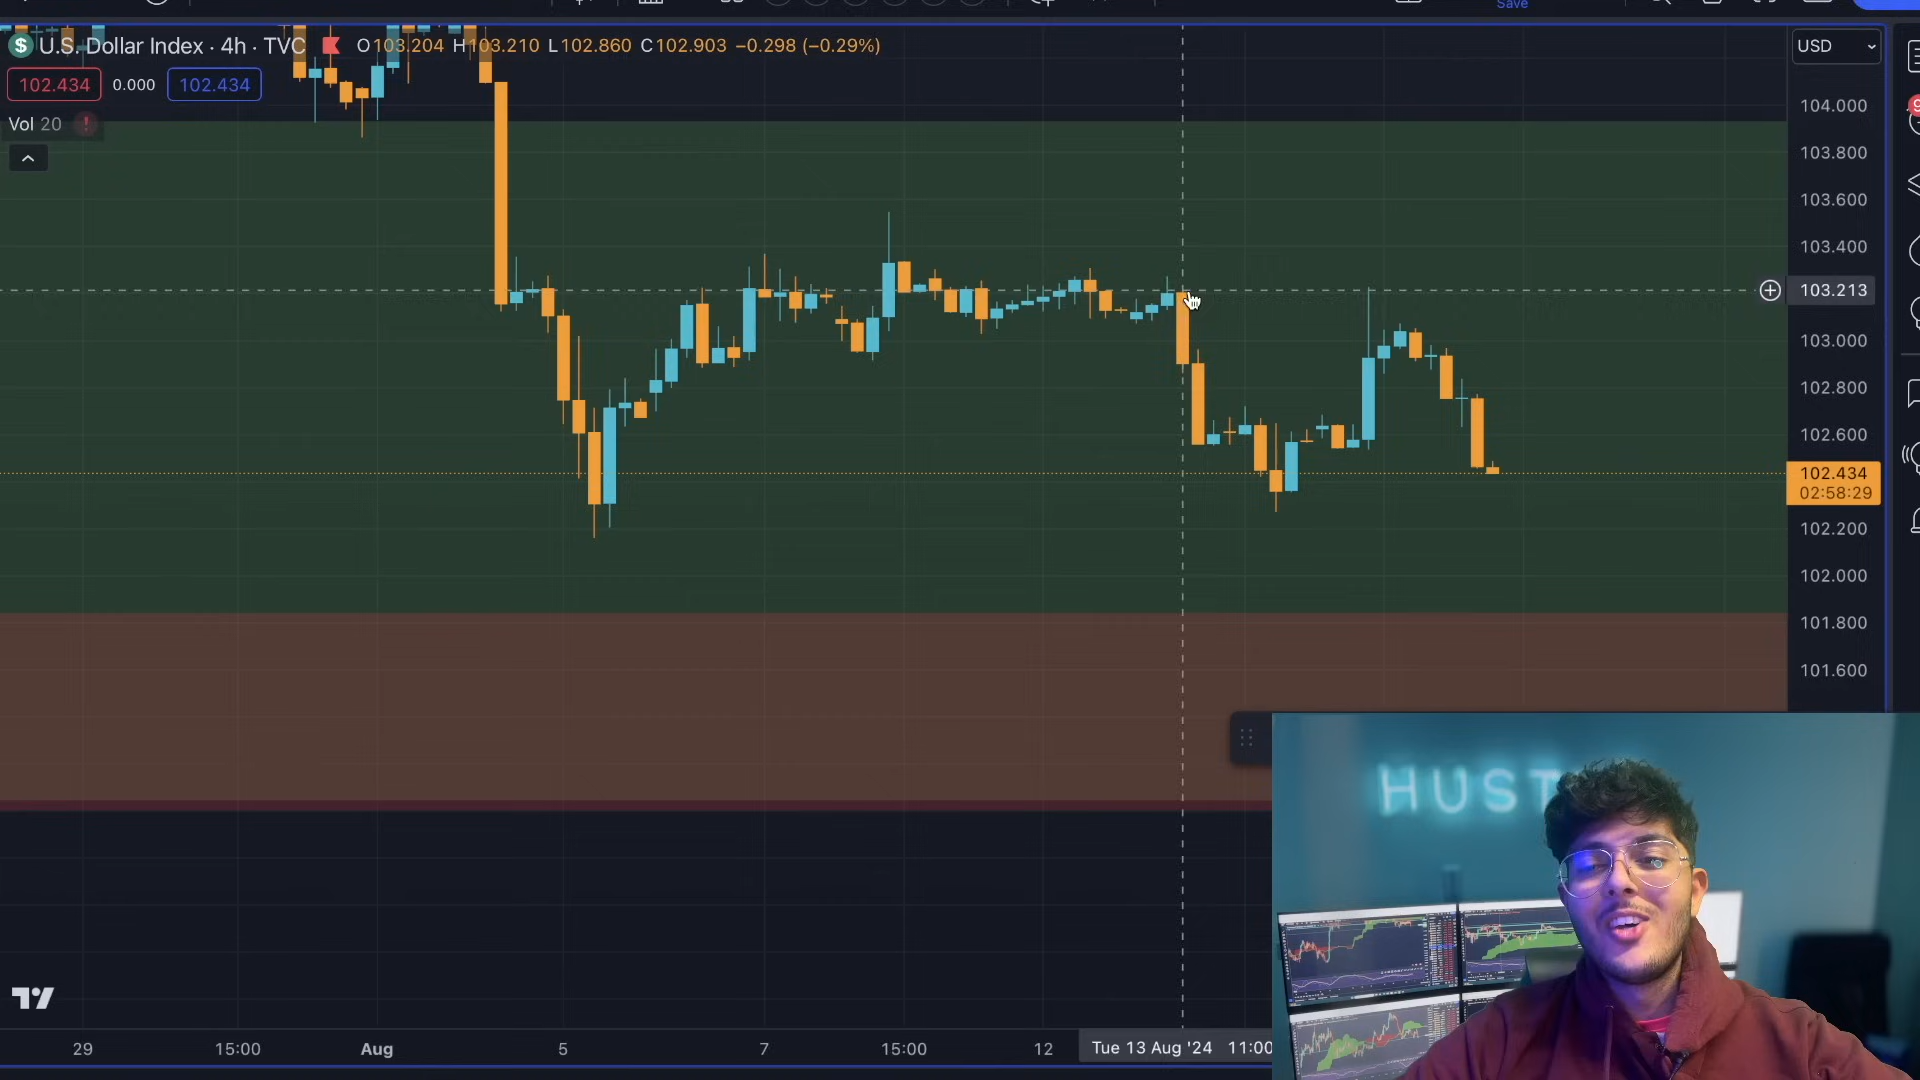 Save
U.S. Dollar Index · 4h · TVC O103.204 H103.210 L102.860 C102.903 −0.298 (−0.29%)
USD
102.434 0.000 102.434
Vol 20 !
104.000
103.800
103.600
103.400
103.213
103.000
102.800
102.600
102.434
02:58:29
102.200
102.000
101.800
101.600
HUST
29 15:00 Aug 5 7 15:00 12 Tue 13 Aug '24 11:00